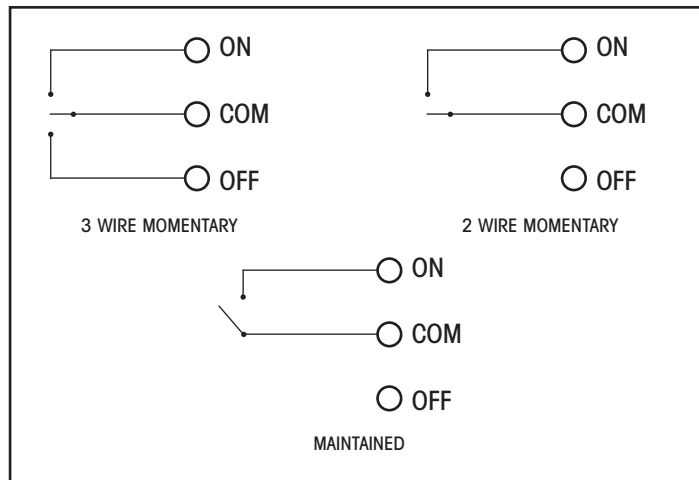 ON
COM
OFF
3 WIRE MOMENTARY
ON
COM
OFF
2 WIRE MOMENTARY
ON
COM
OFF
MAINTAINED